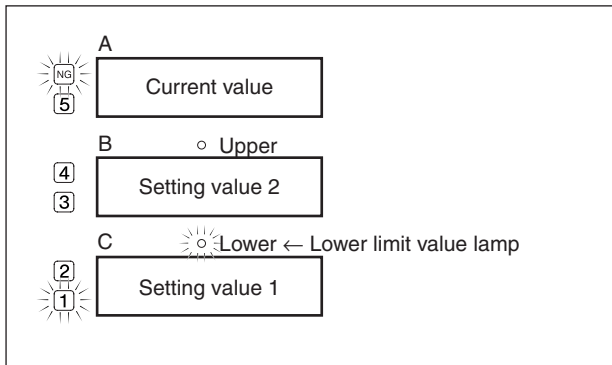 A
NG
Current value
5
B
○ Upper
4
Setting value 2
3
C
○ Lower ← Lower limit value lamp
2
Setting value 1
1